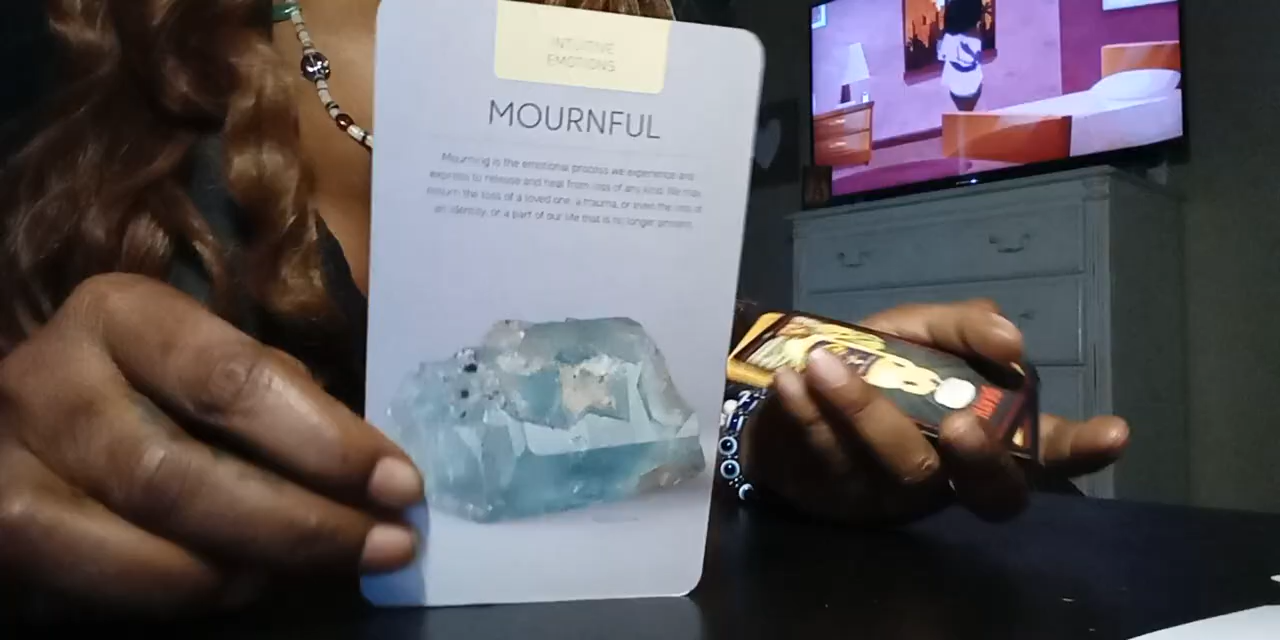 INTUITIVE
EMOTIONS
MOURNFUL
Mourning is the emotional process we experience and
express to release and heal from loss of any kind. We may
mourn the loss of a loved one, a trauma, or even the loss of
an identity, or a part of our life that is no longer present.